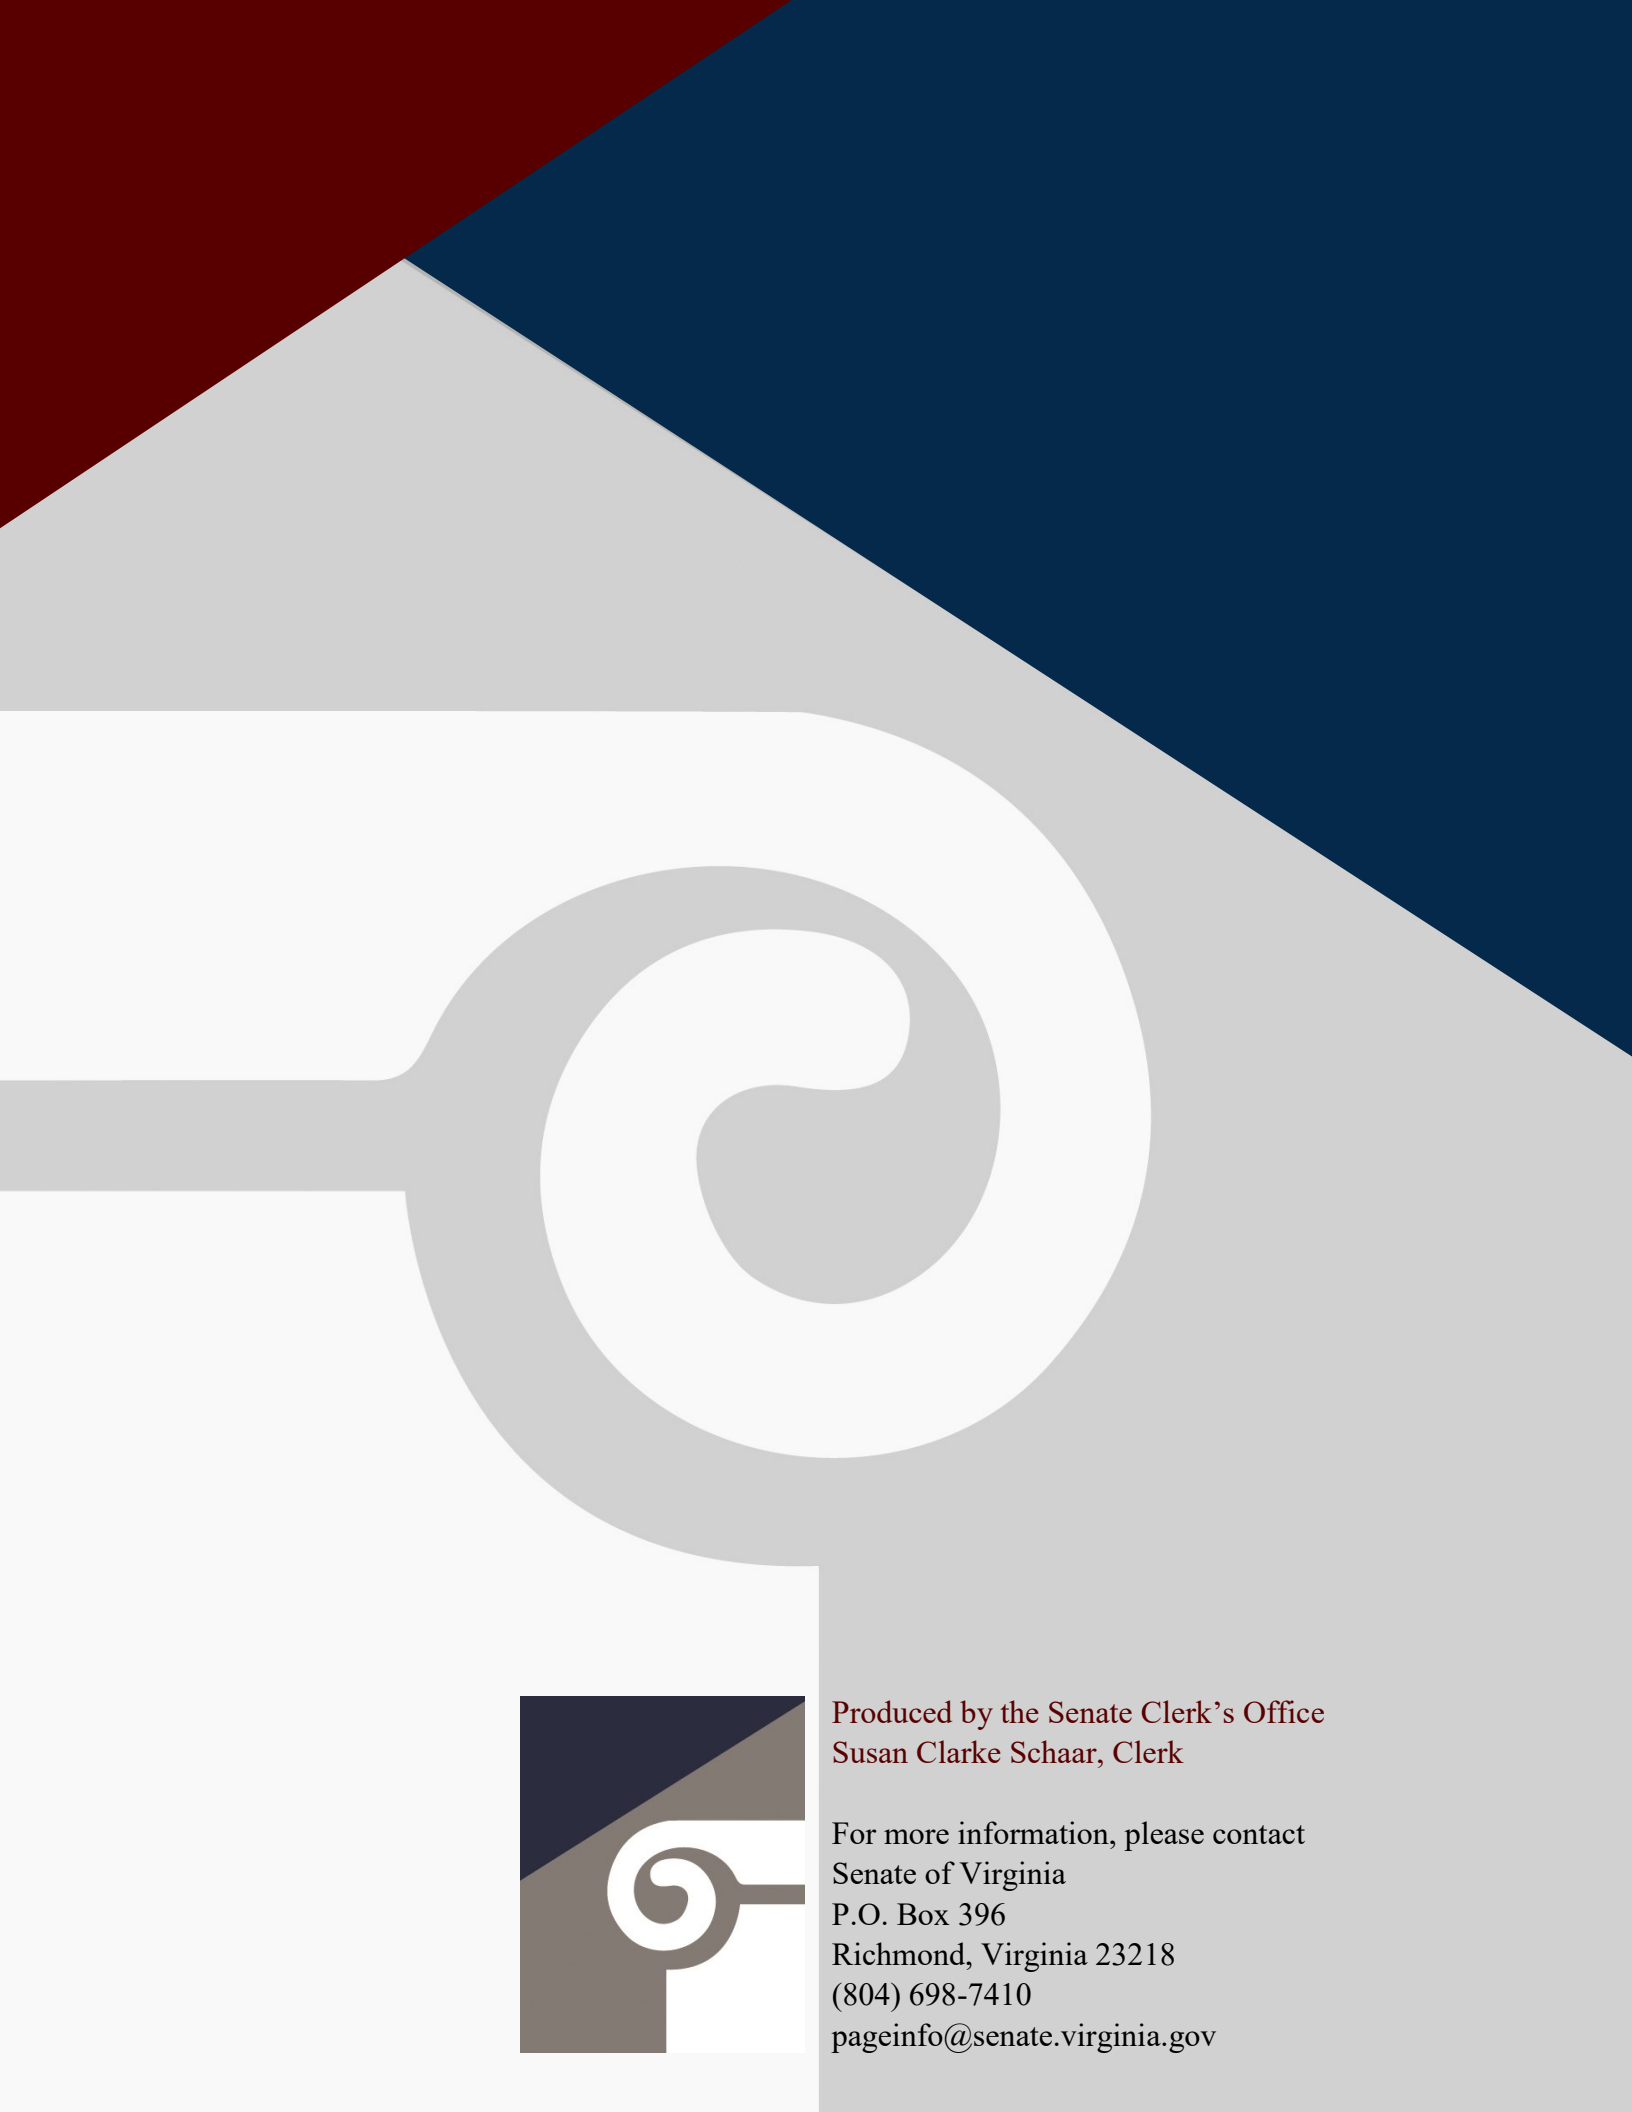 Produced by the Senate Clerk’s Office
Susan Clarke Schaar, Clerk
For more information, please contact
Senate of Virginia
P.O. Box 396
Richmond, Virginia 23218
(804) 698-7410
pageinfo@senate.virginia.gov